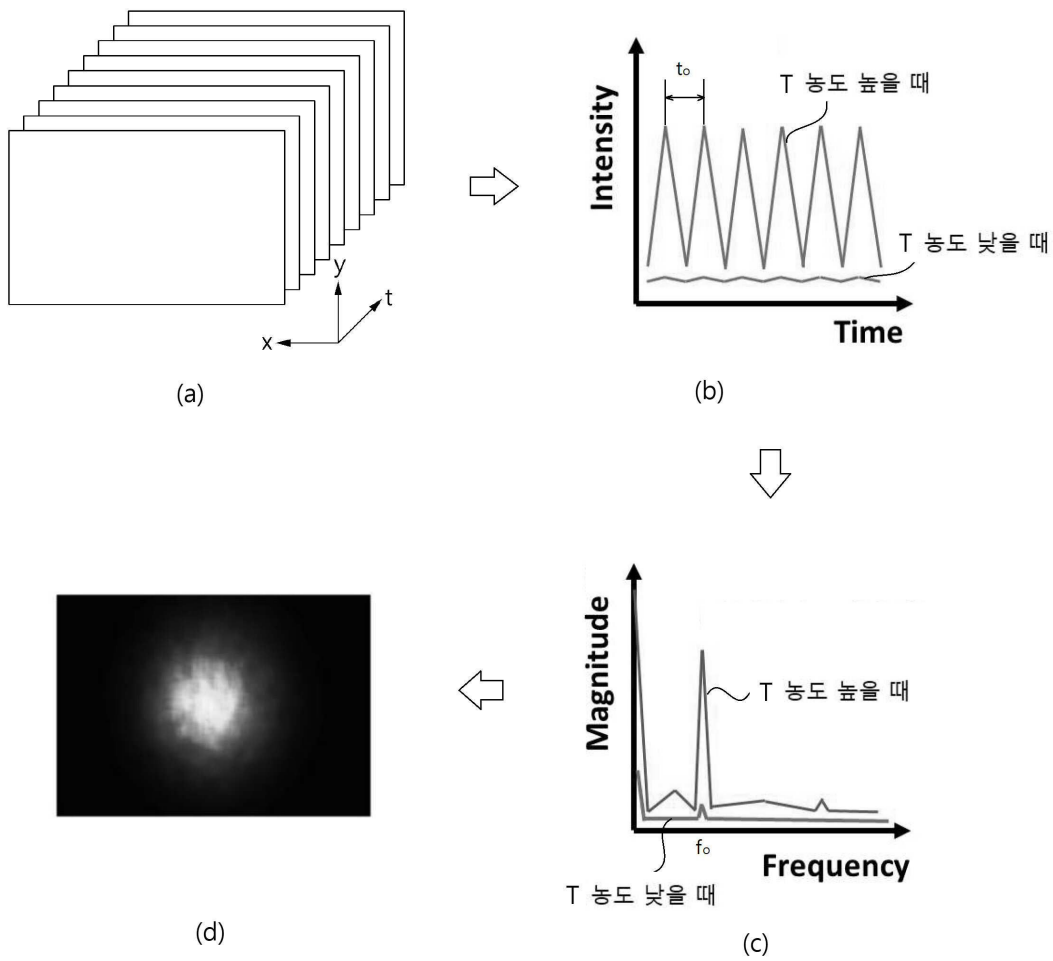 y
t
x
(a)
Intensity
t₀
T 농도 높을 때
T 농도 낮을 때
Time
(b)
Magnitude
T 농도 높을 때
f₀
Frequency
T 농도 낮을 때
(c)
(d)